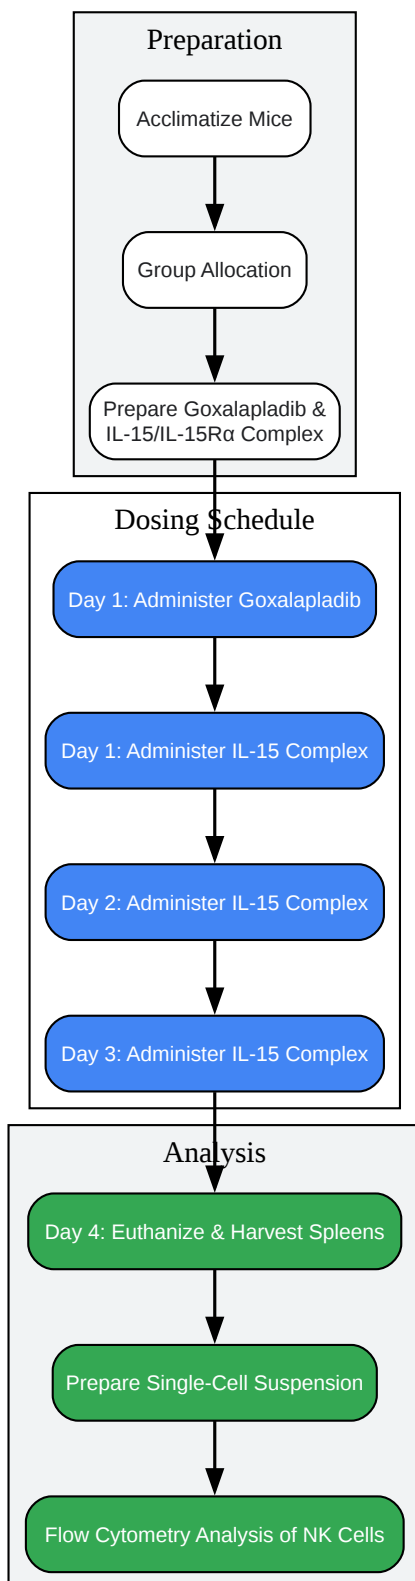 Preparation
Acclimatize Mice
Group Allocation
Prepare Goxalapladib &
IL-15/IL-15Rα Complex
Dosing Schedule
Day 1: Administer Goxalapladib
Day 1: Administer IL-15 Complex
Day 2: Administer IL-15 Complex
Day 3: Administer IL-15 Complex
Analysis
Day 4: Euthanize & Harvest Spleens
Prepare Single-Cell Suspension
Flow Cytometry Analysis of NK Cells